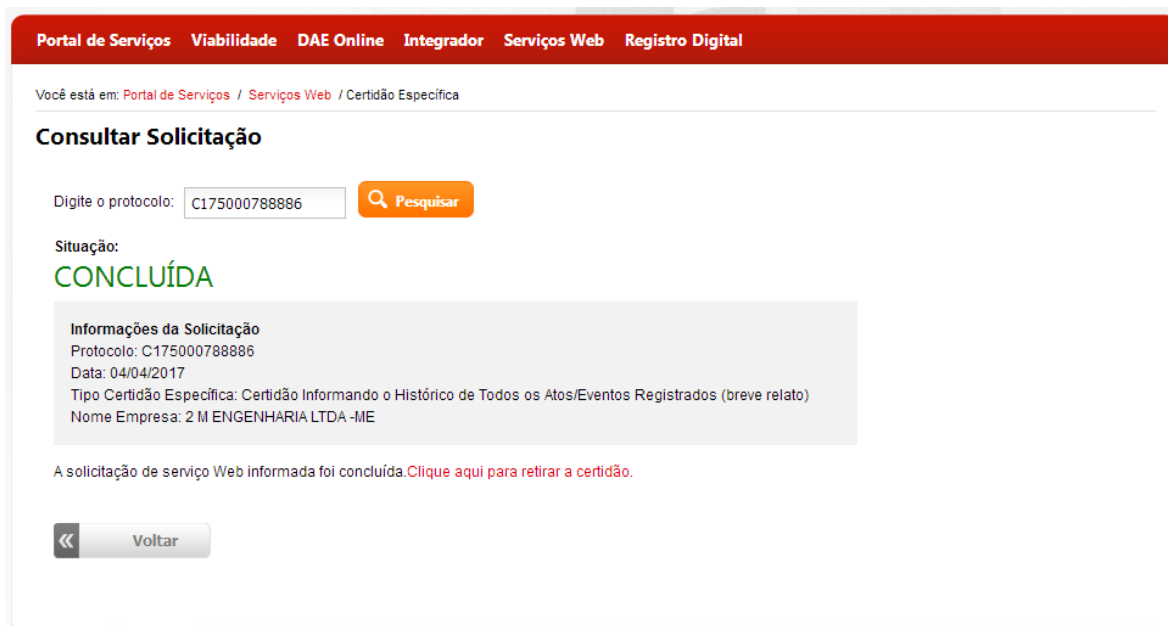 Portal de Serviços Viabilidade DAE Online Integrador Serviços Web Registro Digital
Você está em: Portal de Serviços / Serviços Web / Certidão Específica
Consultar Solicitação
Digite o protocolo: C175000788886 Pesquisar
Situação:
CONCLUÍDA
Informações da Solicitação
Protocolo: C175000788886
Data: 04/04/2017
Tipo Certidão Específica: Certidão Informando o Histórico de Todos os Atos/Eventos Registrados (breve relato)
Nome Empresa: 2 M ENGENHARIA LTDA -ME
A solicitação de serviço Web informada foi concluída.Clique aqui para retirar a certidão.
Voltar